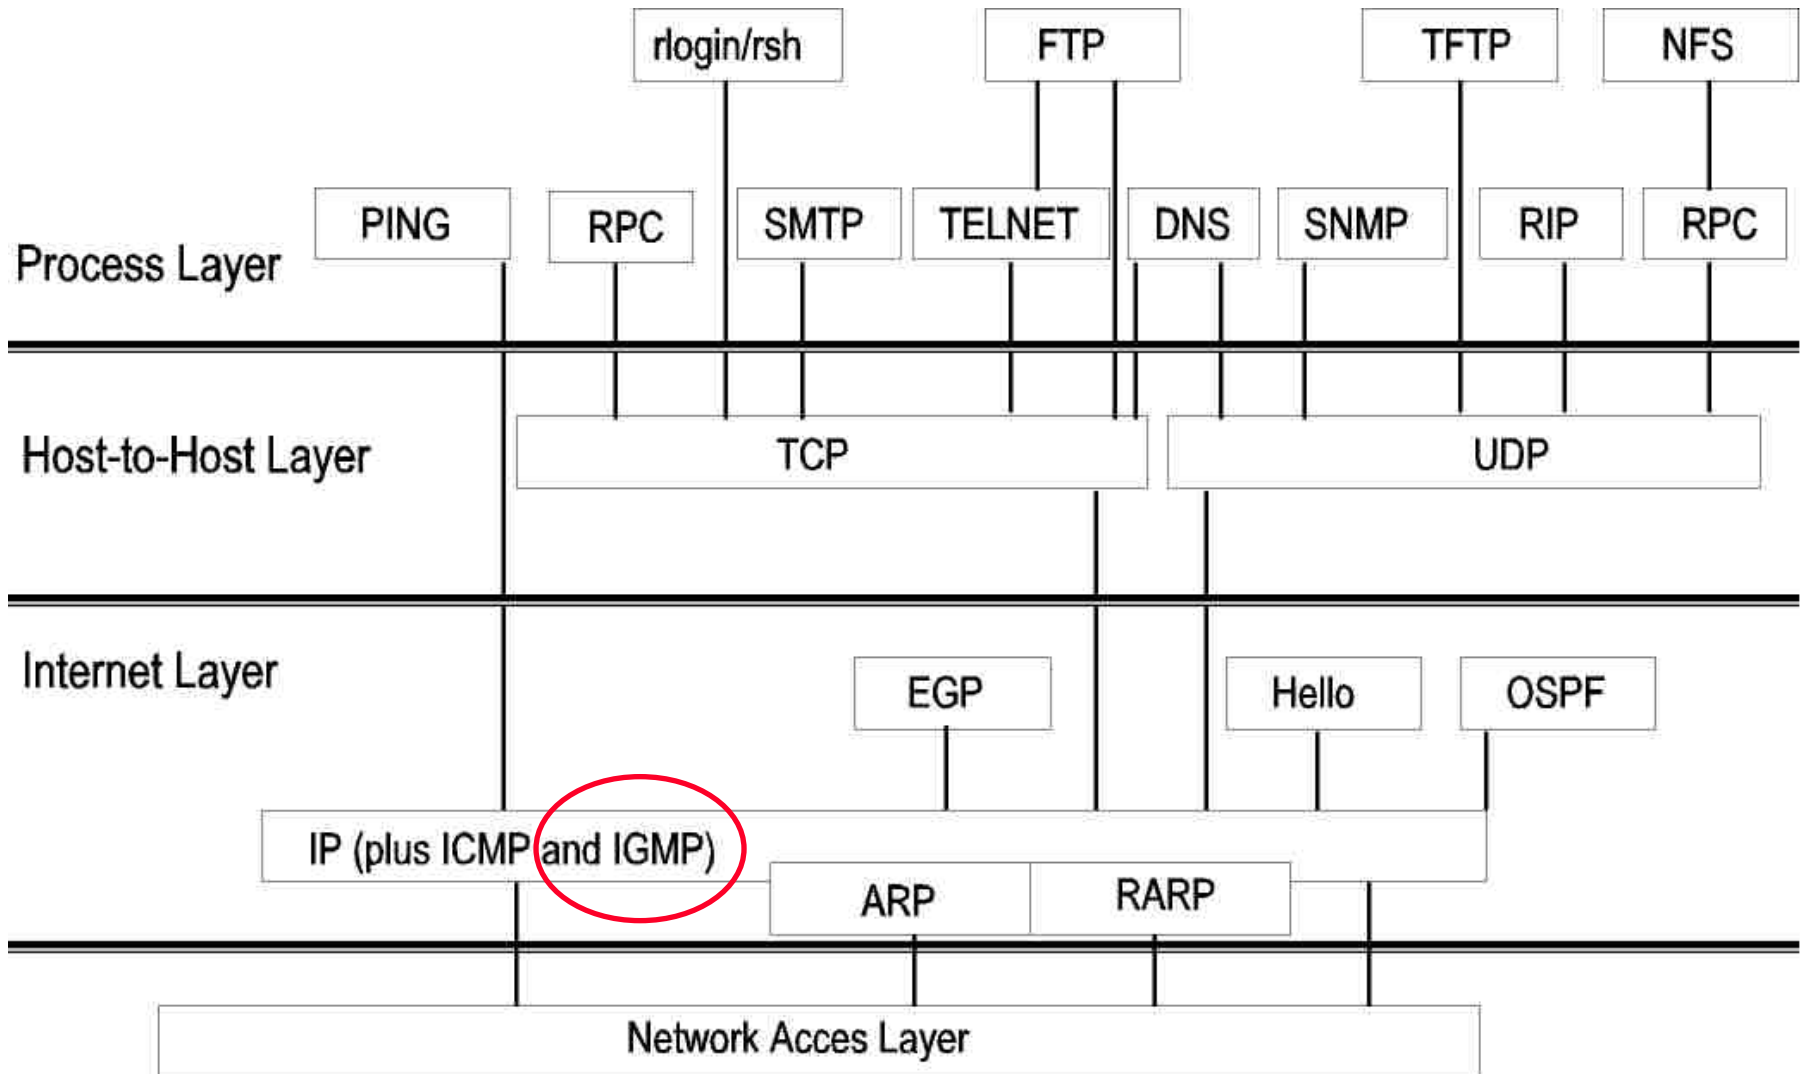 rlogin/rsh
FTP
TFTP
NFS
PING
RPC
SMTP
TELNET
DNS
SNMP
RIP
RPC
Process Layer
Host-to-Host Layer
TCP
UDP
Internet Layer
EGP
Hello
OSPF
IP (plus ICMP and IGMP)
ARP
RARP
Network Acces Layer